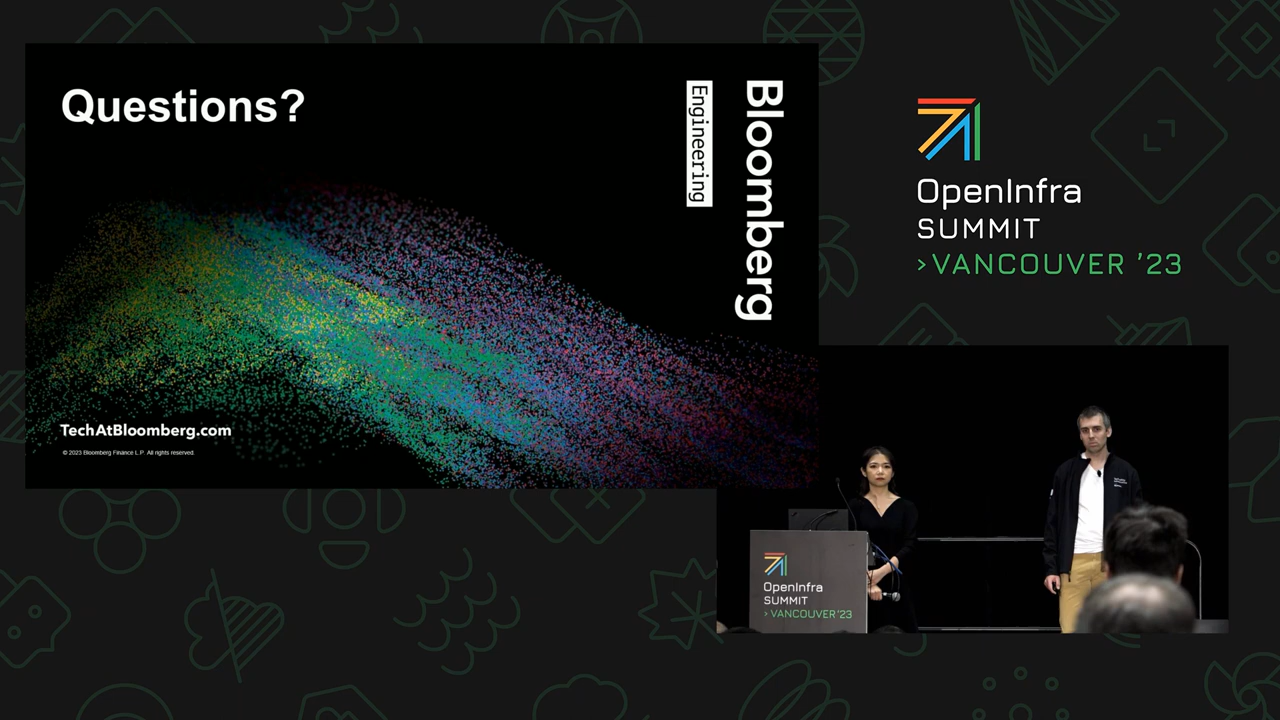 Questions?
Engineering
Bloomberg
TechAtBloomberg.com
© 2023 Bloomberg Finance L.P. All rights reserved.
OpenInfra
SUMMIT
>VANCOUVER ’23
OpenInfra
SUMMIT
>VANCOUVER ’23